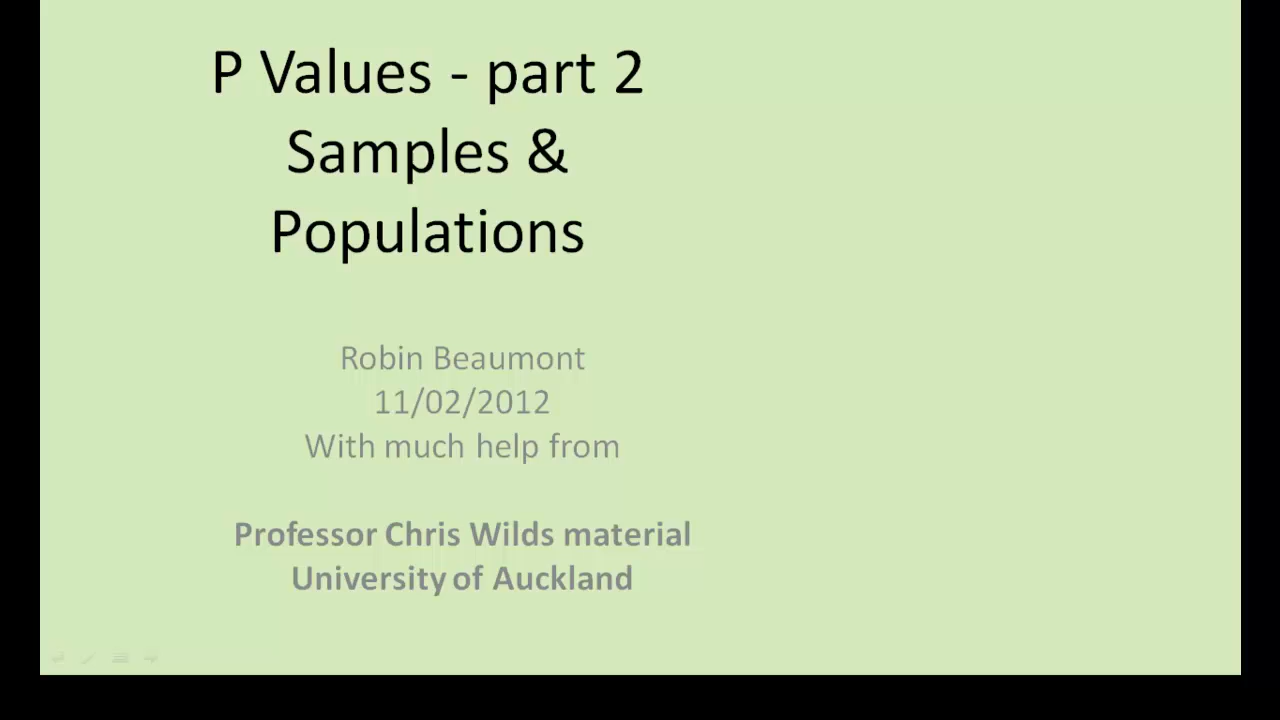 P Values - part 2
Samples &
Populations
Robin Beaumont
11/02/2012
With much help from
Professor Chris Wilds material
University of Auckland